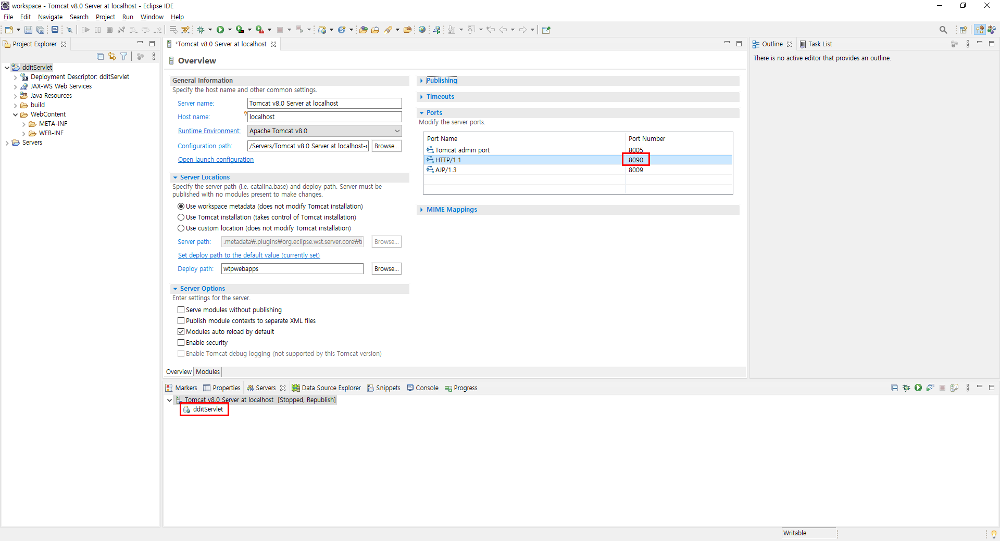 workspace - Tomcat v8.0 Server at localhost - Eclipse IDE
File Edit Navigate Search Project Run Window Help
Project Explorer
dditServlet
Deployment Descriptor: dditServlet
JAX-WS Web Services
Java Resources
build
WebContent
META-INF
WEB-INF
Servers
*Tomcat v8.0 Server at localhost
Overview
General Information
Specify the host name and other common settings.
Server name: Tomcat v8.0 Server at localhost
Host name: localhost
Runtime Environment: Apache Tomcat v8.0
Configuration path: /Servers/Tomcat v8.0 Server at localhost-c Browse...
Open launch configuration
Server Locations
Specify the server path (i.e. catalina.base) and deploy path. Server must be
published with no modules present to make changes.
Use workspace metadata (does not modify Tomcat installation)
Use Tomcat installation (takes control of Tomcat installation)
Use custom location (does not modify Tomcat installation)
Server path: .metadata₩.plugins₩org.eclipse.wst.server.core₩t Browse...
Set deploy path to the default value (currently set)
Deploy path: wtpwebapps Browse...
Server Options
Enter settings for the server.
Serve modules without publishing
Publish module contexts to separate XML files
Modules auto reload by default
Enable security
Enable Tomcat debug logging (not supported by this Tomcat version)
Publishing
Timeouts
Ports
Modify the server ports.
Port Name Port Number
Tomcat admin port 8005
HTTP/1.1 8090
AJP/1.3 8009
MIME Mappings
Overview Modules
Outline Task List
There is no active editor that provides an outline.
Markers Properties Servers Data Source Explorer Snippets Console Progress
Tomcat v8.0 Server at localhost [Stopped, Republish]
dditServlet
Writable